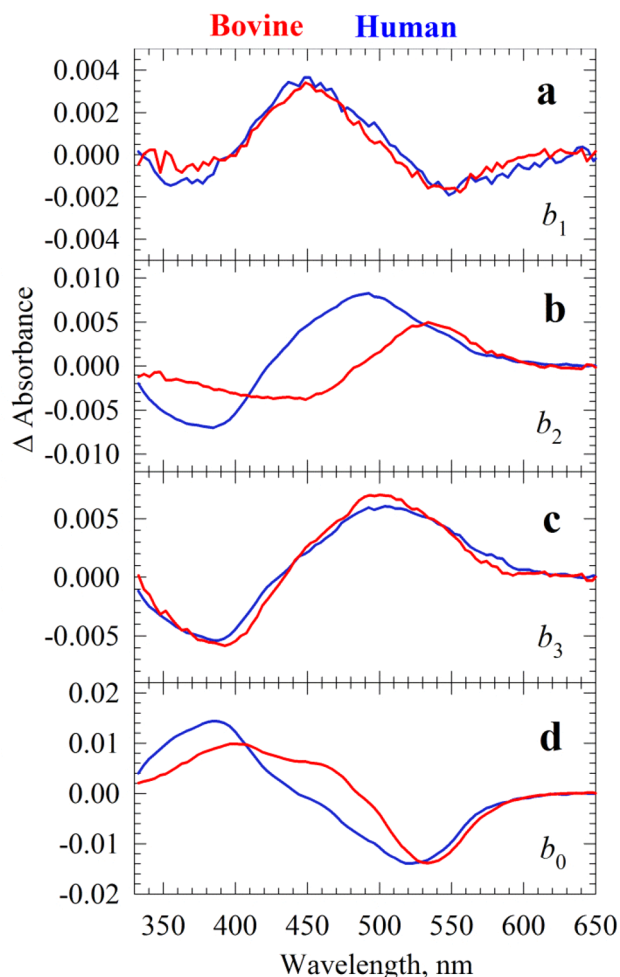 Bovine Human
0.004
0.002
0.000
-0.002
-0.004
a
b₁
0.010
0.005
0.000
-0.005
-0.010
b
b₂
0.005
0.000
-0.005
c
b₃
0.02
0.01
0.00
-0.01
-0.02
d
b₀
Δ Absorbance
350 400 450 500 550 600 650
Wavelength, nm